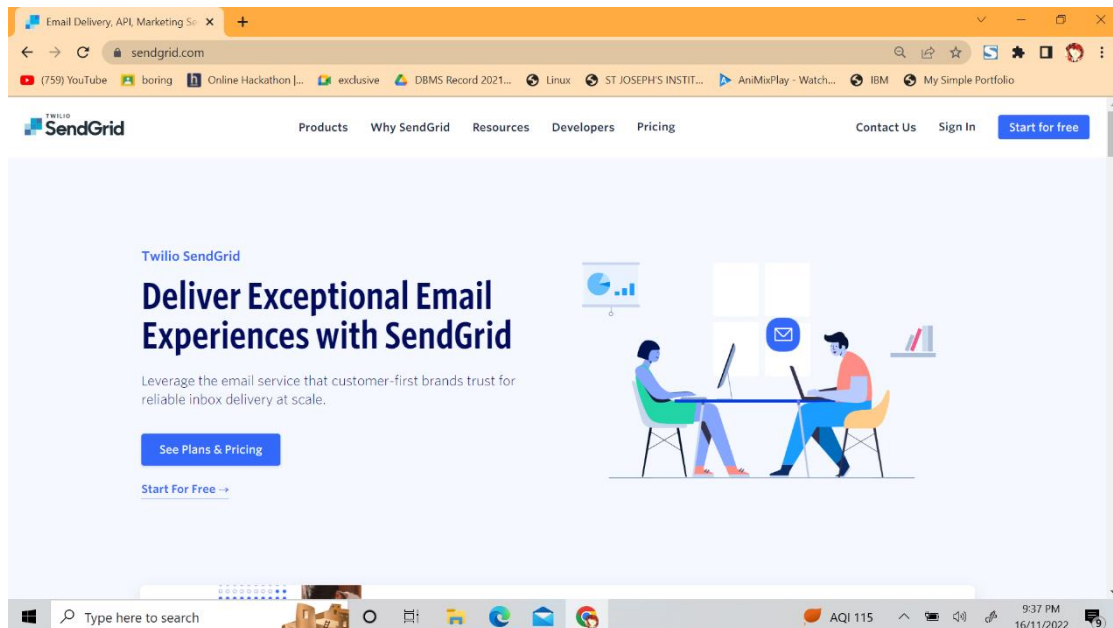 Email Delivery, API, Marketing Se
sendgrid.com
(759) YouTube boring Online Hackathon |... exclusive DBMS Record 2021... Linux ST JOSEPH'S INSTIT... AniMixPlay - Watch... IBM My Simple Portfolio
TWILIO
SendGrid Products Why SendGrid Resources Developers Pricing Contact Us Sign In Start for free
Twilio SendGrid
Deliver Exceptional Email
Experiences with SendGrid
Leverage the email service that customer-first brands trust for
reliable inbox delivery at scale.
See Plans & Pricing
Start For Free →
Type here to search AQI 115 9:37 PM
16/11/2022 9